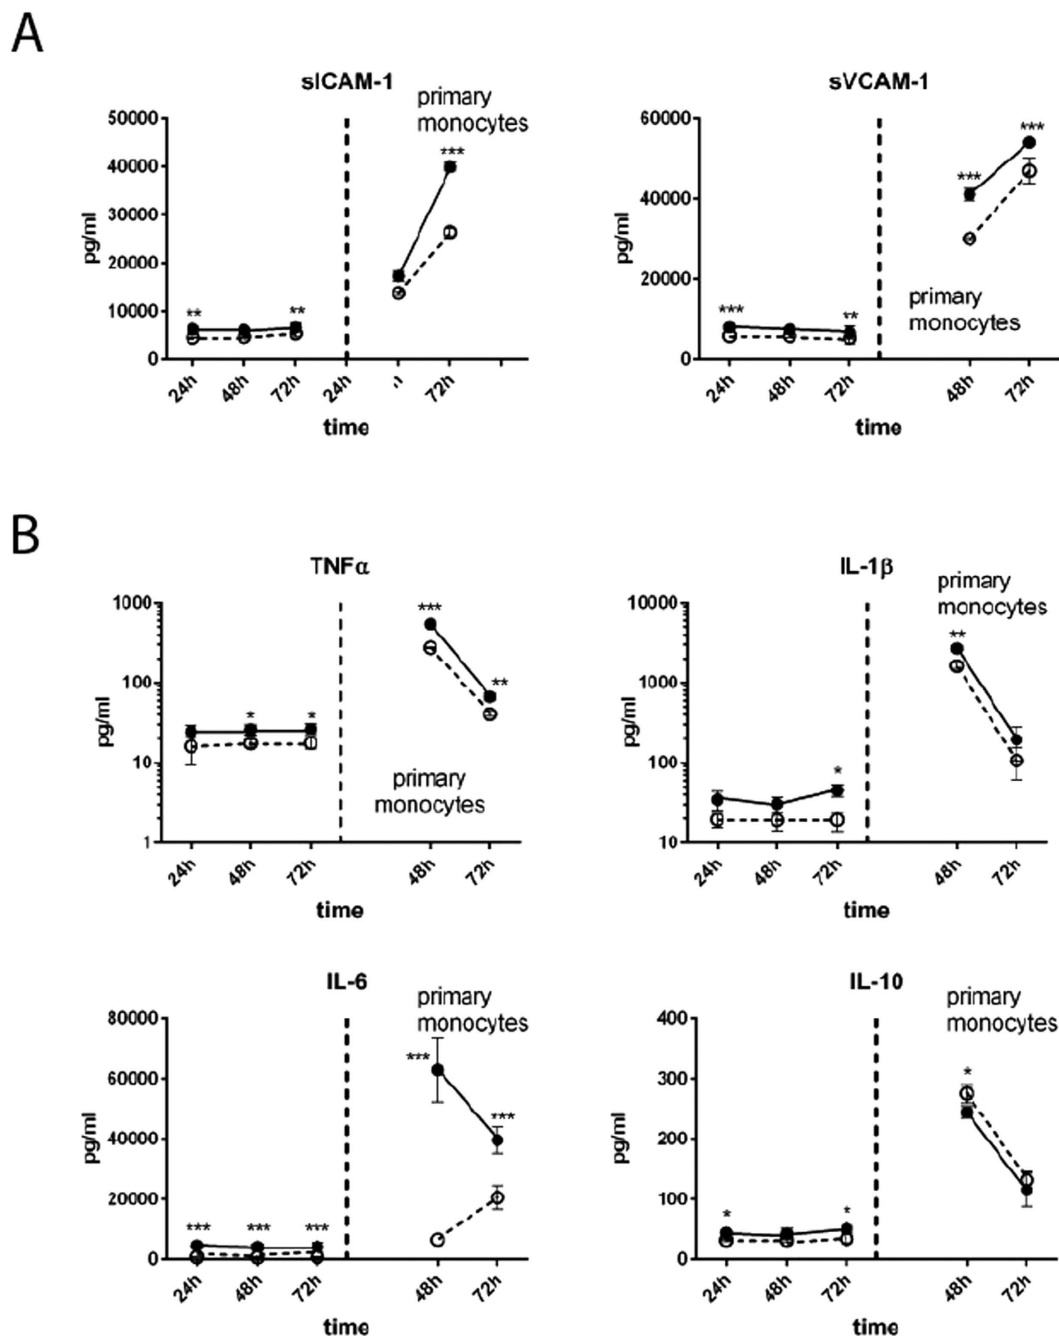 A
sICAM-1
primary
monocytes
50000
40000
30000
20000
10000
0
pg/ml
**
**
***
24h
48h
72h
24h
72h
time
sVCAM-1
60000
40000
20000
0
pg/ml
***
**
***
***
primary
monocytes
24h
48h
72h
48h
72h
time
B
TNFα
1000
100
10
1
pg/ml
*
*
***
**
primary
monocytes
24h
48h
72h
48h
72h
time
IL-1β
primary
monocytes
10000
1000
100
10
pg/ml
*
**
24h
48h
72h
48h
72h
time
IL-6
primary
monocytes
80000
60000
40000
20000
0
pg/ml
***
***
***
***
***
24h
48h
72h
48h
72h
time
IL-10
primary
monocytes
400
300
200
100
0
pg/ml
*
*
*
24h
48h
72h
48h
72h
time